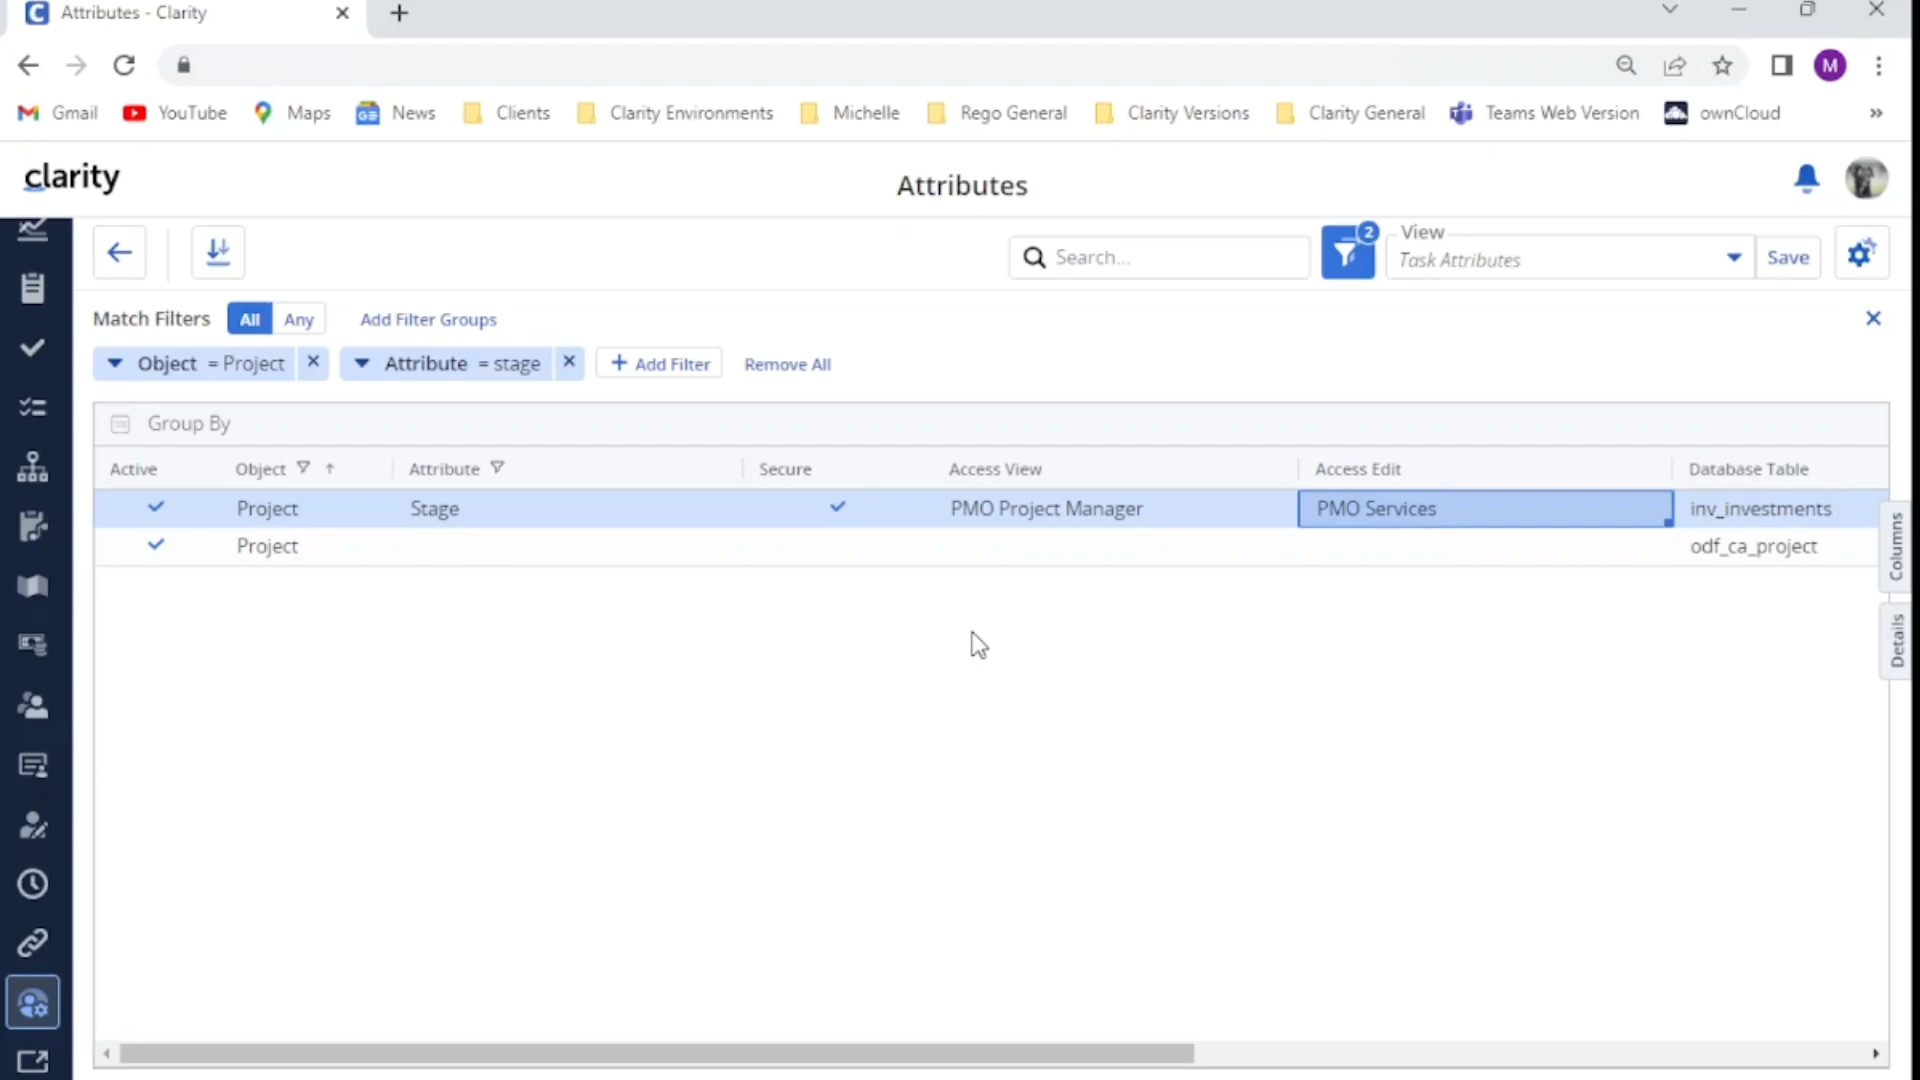 Attributes - Clarity
M
Gmail YouTube Maps News Clients Clarity Environments Michelle Rego General Clarity Versions Clarity General Teams Web Version ownCloud »
clarity
Attributes
Search...
2
View
Task Attributes
Save
Match Filters All Any Add Filter Groups
Object = Project Attribute = stage + Add Filter Remove All
Group By
Active Object Attribute Secure Access View Access Edit Database Table
Project Stage PMO Project Manager PMO Services inv_investments
Project odf_ca_project
Columns
Details